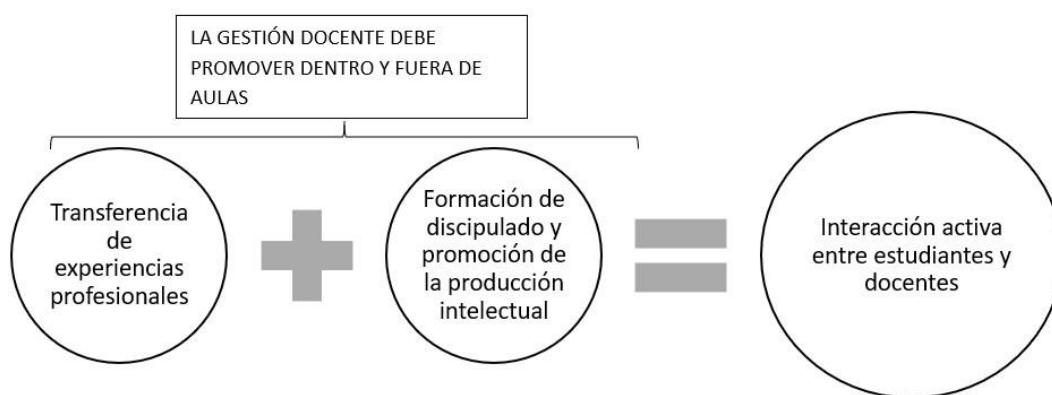 LA GESTIÓN DOCENTE DEBE
PROMOVER DENTRO Y FUERA DE
AULAS
Transferencia
de
experiencias
profesionales
Formación de
discipulado y
promoción de
la producción
intelectual
Interacción activa
entre estudiantes y
docentes